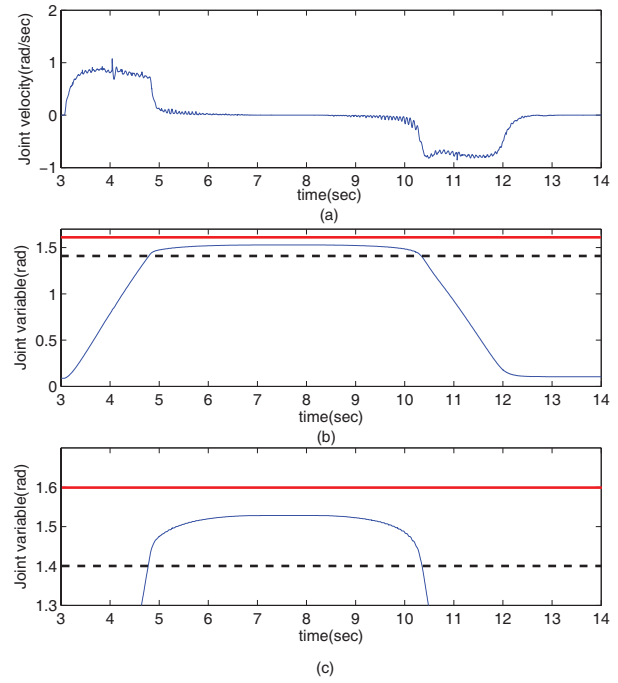 2
1
0
−1
Joint velocity(rad/sec)
3 4 5 6 7 8 9 10 11 12 13 14
time(sec)
(a)
1.5
1
0.5
0
Joint variable(rad)
3 4 5 6 7 8 9 10 11 12 13 14
time(sec)
(b)
1.6
1.5
1.4
1.3
Joint variable(rad)
3 4 5 6 7 8 9 10 11 12 13 14
time(sec)
(c)